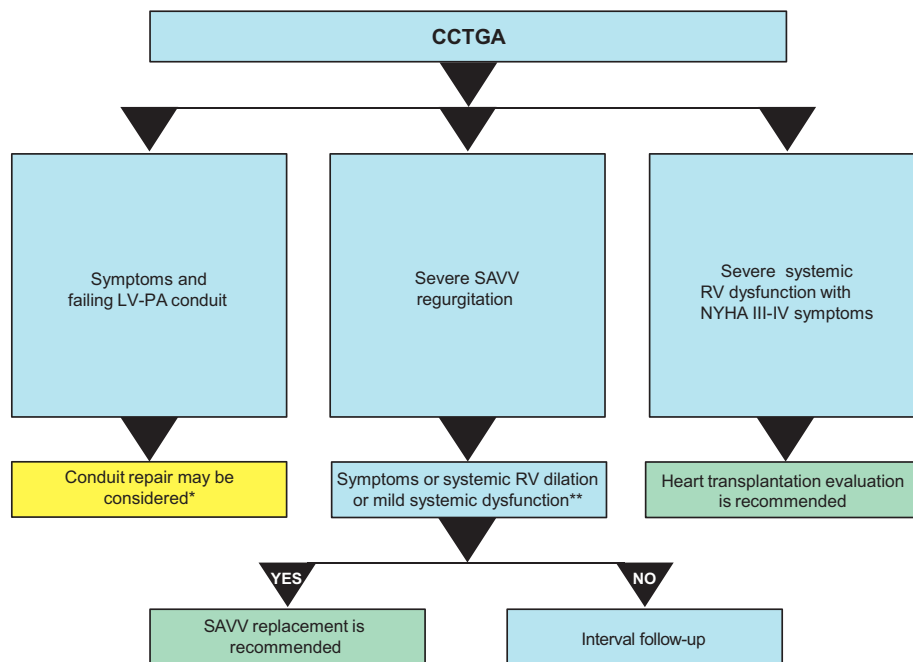 CCTGA
Symptoms and
failing LV-PA conduit
Severe SAVV
regurgitation
Severe systemic
RV dysfunction with
NYHA III-IV symptoms
Conduit repair may be
considered*
Symptoms or systemic RV dilation
or mild systemic dysfunction**
Heart transplantation evaluation
is recommended
YES
NO
SAVV replacement is
recommended
Interval follow-up